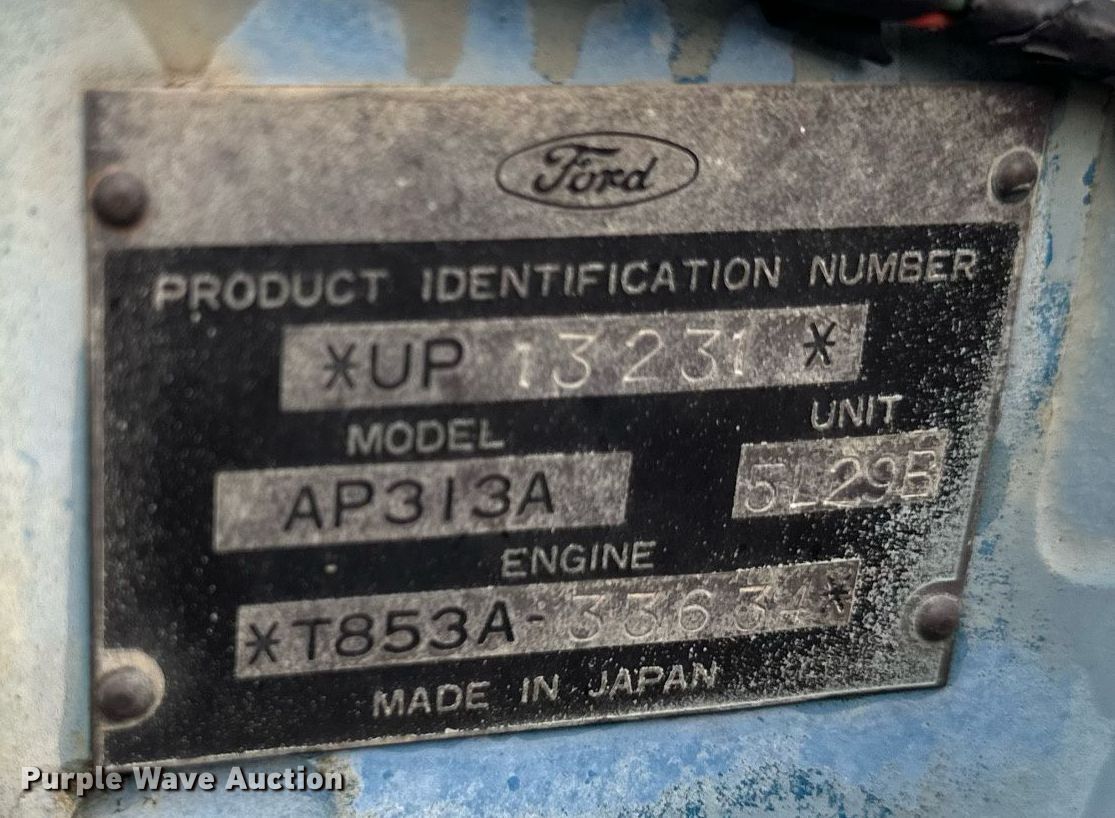 Ford
PRODUCT IDENTIFICATION NUMBER
*UP 13231 *
MODEL UNIT
AP313A 5L29B
ENGINE
*T853A-33634*
MADE IN JAPAN
Purple Wave Auction